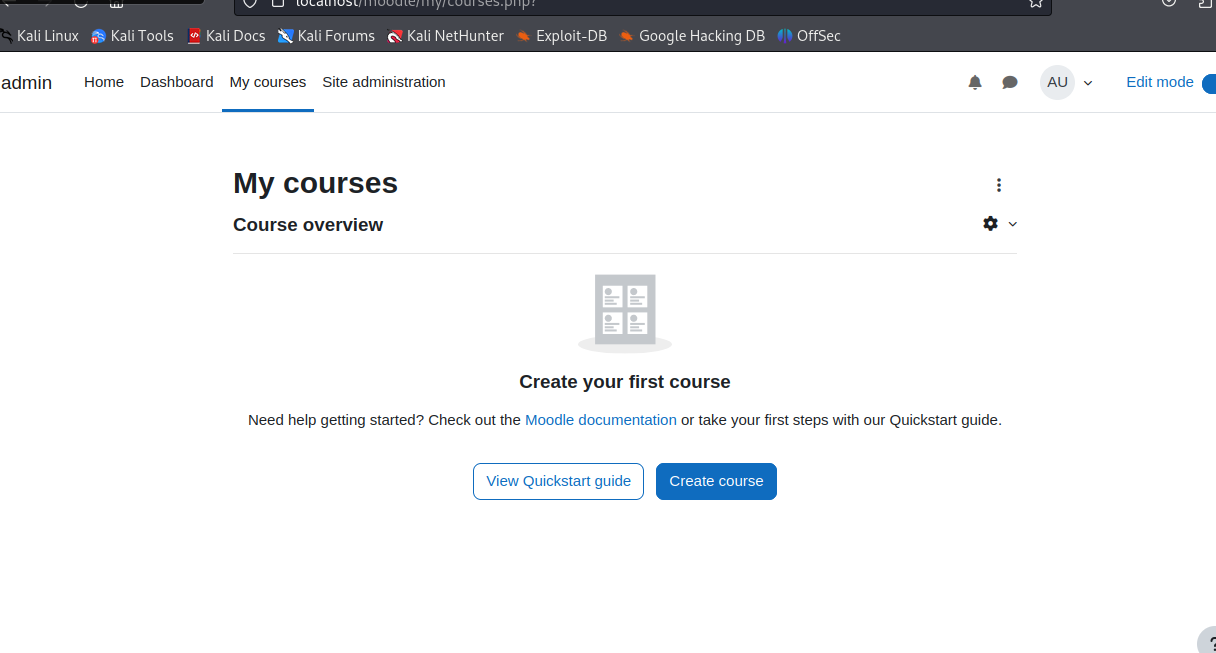 localhost/moodle/my/courses.php?
Kali Linux Kali Tools Kali Docs Kali Forums Kali NetHunter Exploit-DB Google Hacking DB OffSec
admin Home Dashboard My courses Site administration AU Edit mode
My courses
Course overview
Create your first course
Need help getting started? Check out the Moodle documentation or take your first steps with our Quickstart guide.
View Quickstart guide Create course
?